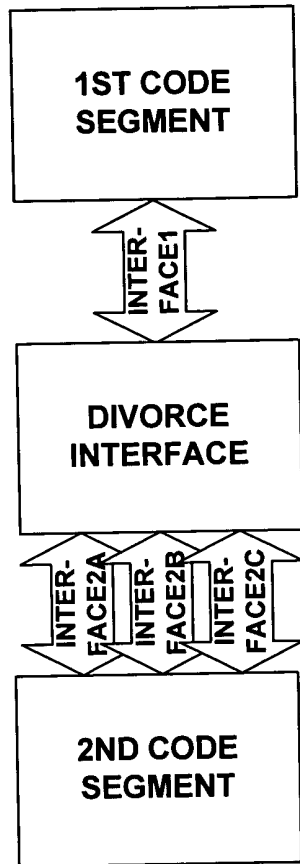 1ST CODE
SEGMENT
INTER-
FACE1
DIVORCE
INTERFACE
INTER-
FACE2A
INTER-
FACE2B
INTER-
FACE2C
2ND CODE
SEGMENT